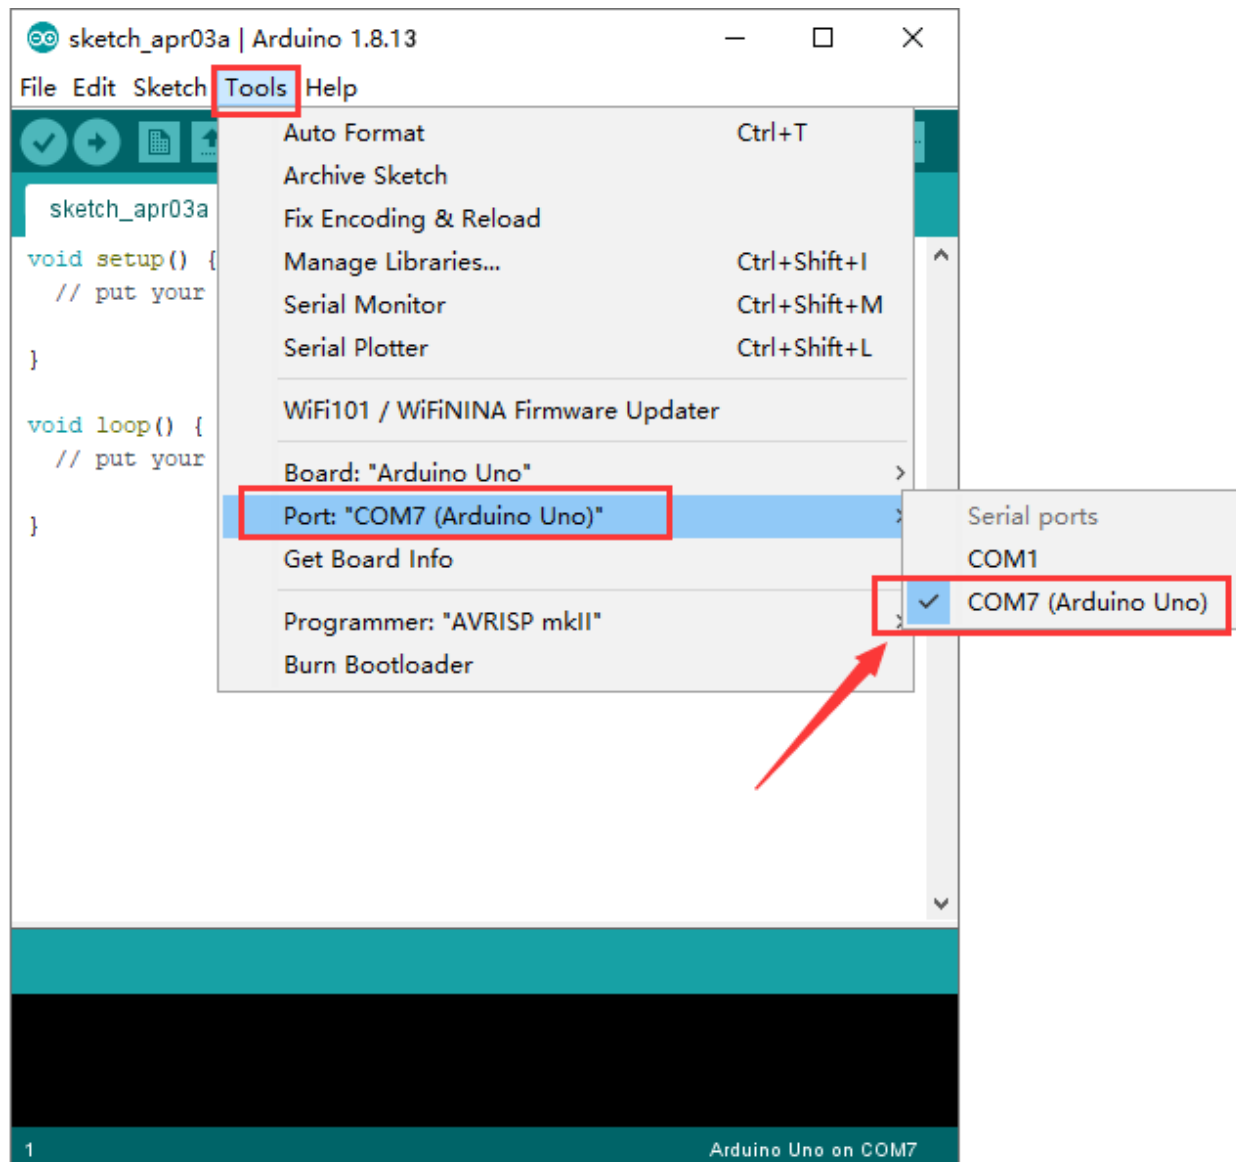 sketch_apr03a | Arduino 1.8.13
File Edit Sketch Tools Help
sketch_apr03a
void setup() {
// put your
}
void loop() {
// put your
}
Auto Format Ctrl+T
Archive Sketch
Fix Encoding & Reload
Manage Libraries... Ctrl+Shift+I
Serial Monitor Ctrl+Shift+M
Serial Plotter Ctrl+Shift+L
WiFi101 / WiFiNINA Firmware Updater
Board: "Arduino Uno"
Port: "COM7 (Arduino Uno)"
Get Board Info
Programmer: "AVRISP mkII"
Burn Bootloader
Serial ports
COM1
COM7 (Arduino Uno)
1 Arduino Uno on COM7